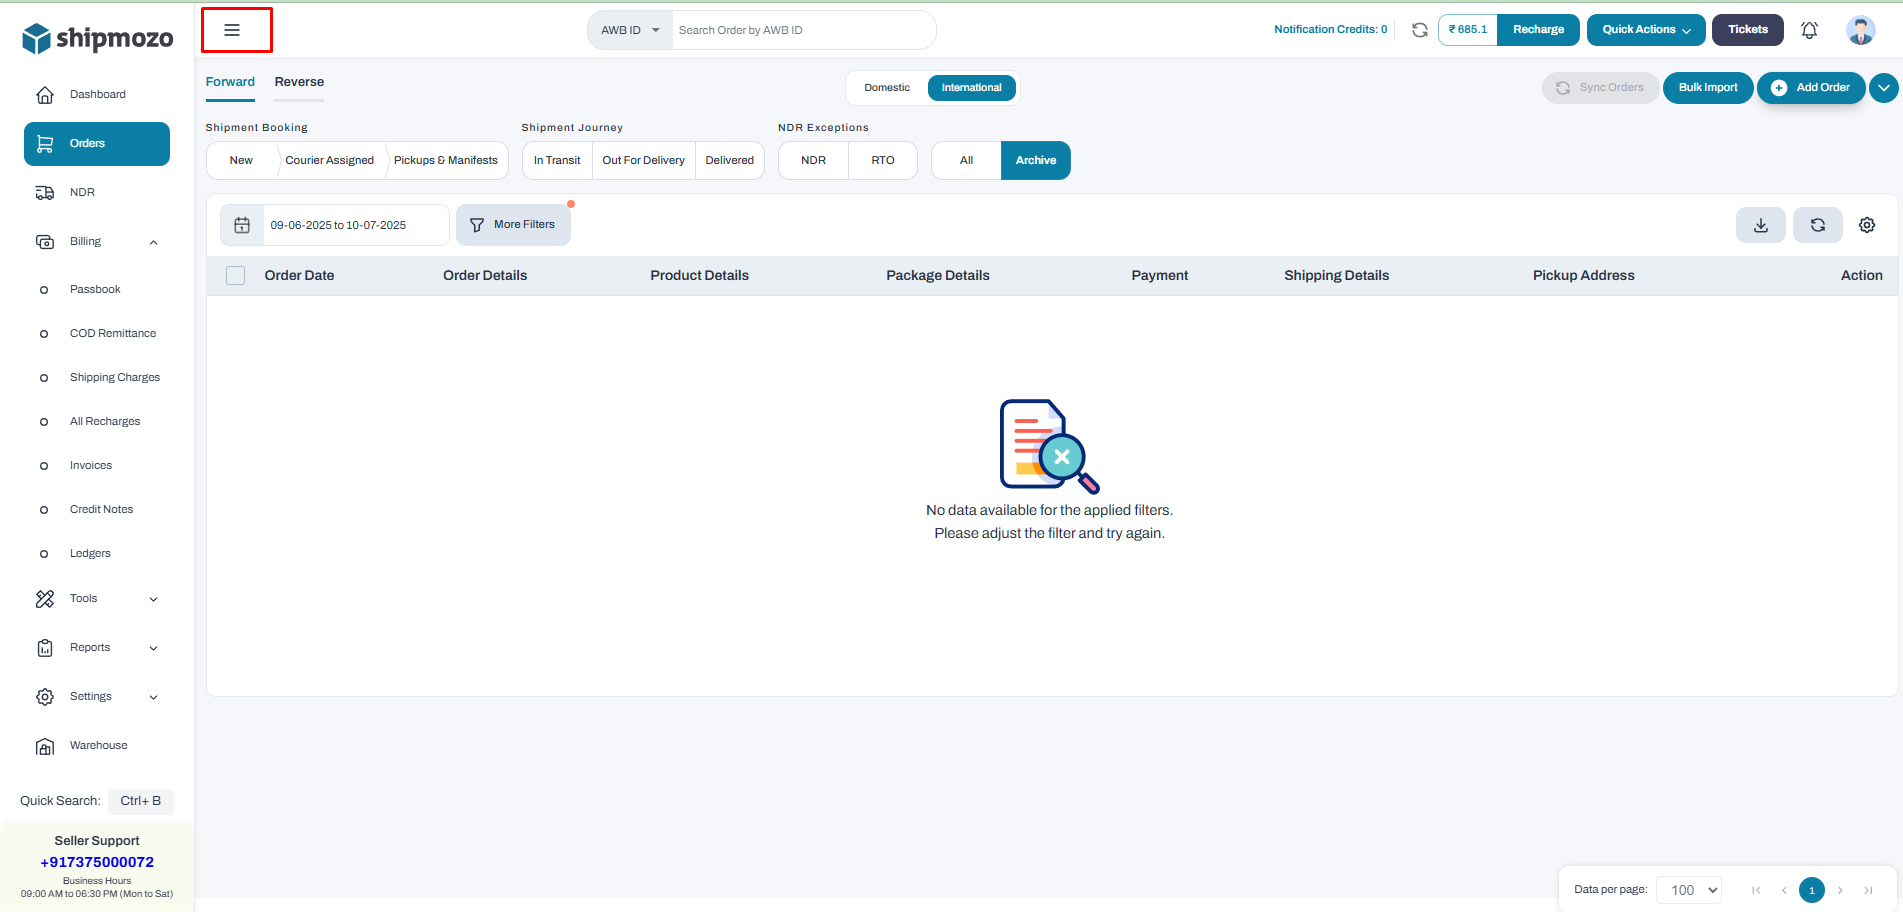 shipmozo
AWB ID
Search Order by AWB ID
Notification Credits: 0
₹ 685.1
Recharge
Quick Actions
Tickets
Dashboard
Orders
NDR
Billing
Passbook
COD Remittance
Shipping Charges
All Recharges
Invoices
Credit Notes
Ledgers
Tools
Reports
Settings
Warehouse
Quick Search: Ctrl+ B
Seller Support
+917375000072
Business Hours
09:00 AM to 06:30 PM (Mon to Sat)
Forward
Reverse
Domestic
International
Sync Orders
Bulk Import
Add Order
Shipment Booking
New
Courier Assigned
Pickups & Manifests
Shipment Journey
In Transit
Out For Delivery
Delivered
NDR Exceptions
NDR
RTO
All
Archive
09-06-2025 to 10-07-2025
More Filters
Order Date
Order Details
Product Details
Package Details
Payment
Shipping Details
Pickup Address
Action
No data available for the applied filters.
Please adjust the filter and try again.
Data per page: 100
1